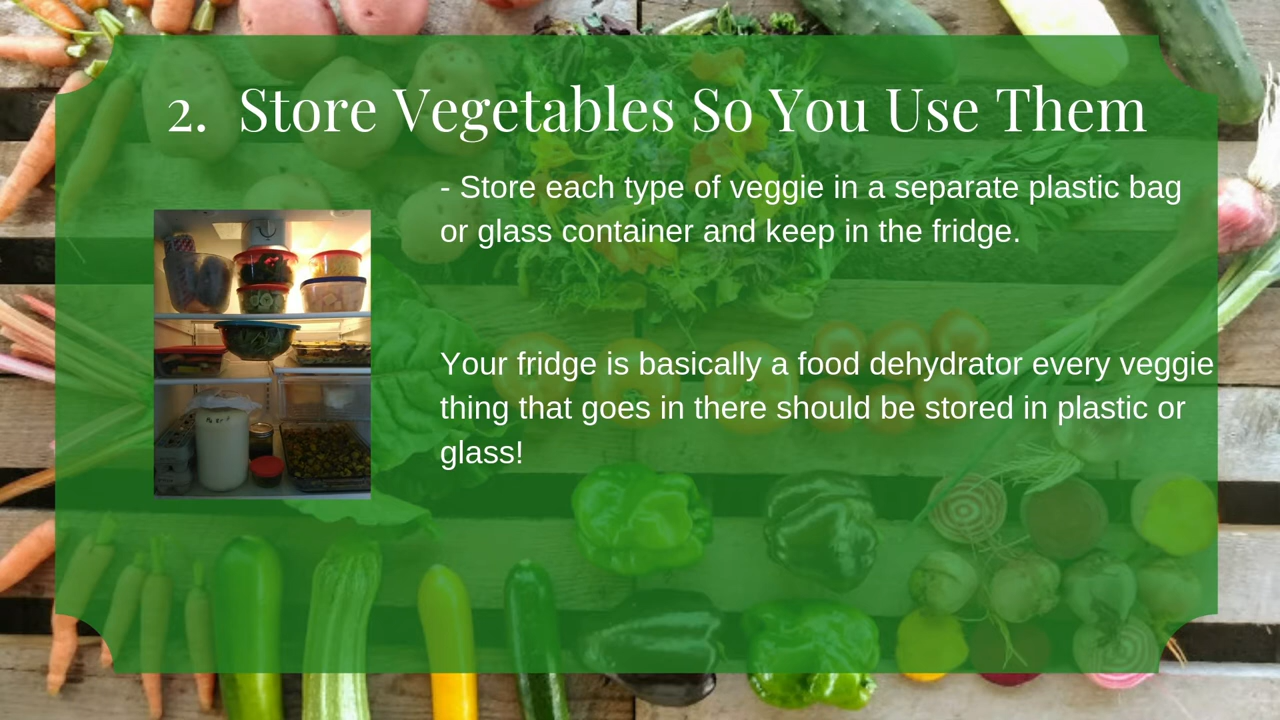 2. Store Vegetables So You Use Them
- Store each type of veggie in a separate plastic bag
or glass container and keep in the fridge.
Your fridge is basically a food dehydrator every veggie
thing that goes in there should be stored in plastic or
glass!